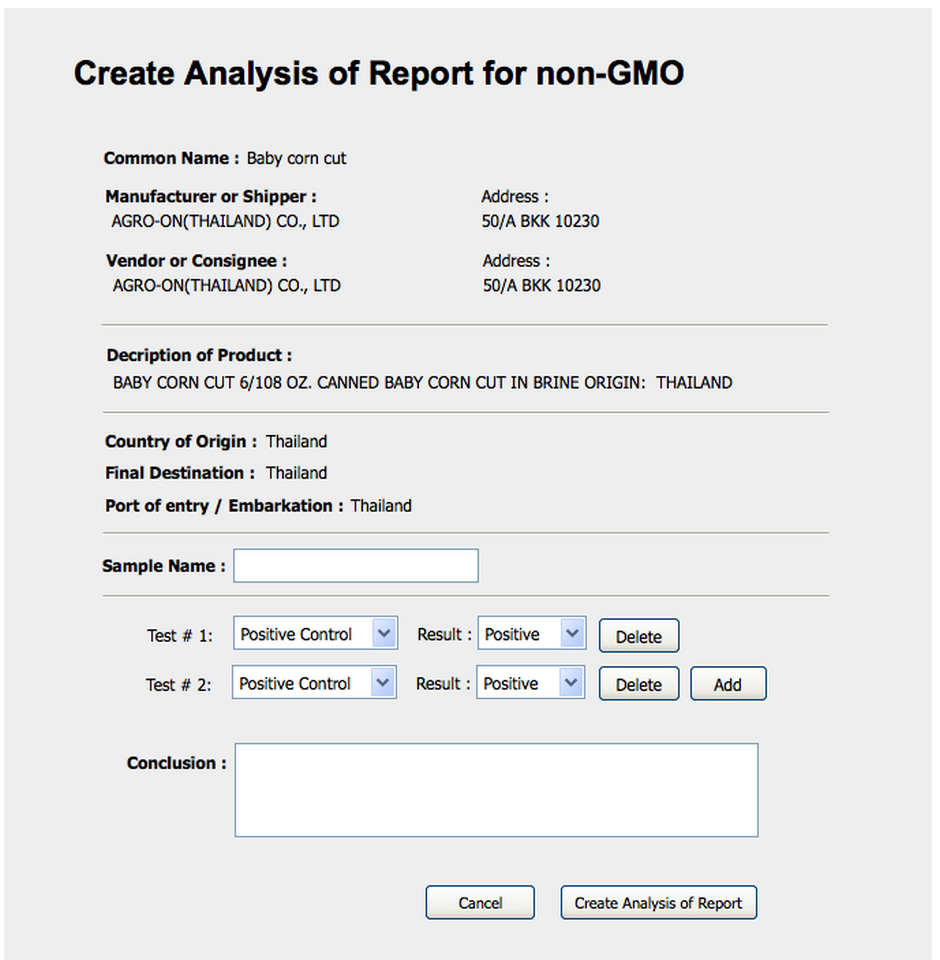 Create Analysis of Report for non-GMO
Common Name : Baby corn cut
Manufacturer or Shipper : Address :
AGRO-ON(THAILAND) CO., LTD 50/A BKK 10230
Vendor or Consignee : Address :
AGRO-ON(THAILAND) CO., LTD 50/A BKK 10230
Decription of Product :
BABY CORN CUT 6/108 OZ. CANNED BABY CORN CUT IN BRINE ORIGIN: THAILAND
Country of Origin : Thailand
Final Destination : Thailand
Port of entry / Embarkation : Thailand
Sample Name :
Test # 1: Positive Control Result : Positive Delete
Test # 2: Positive Control Result : Positive Delete Add
Conclusion :
Cancel Create Analysis of Report